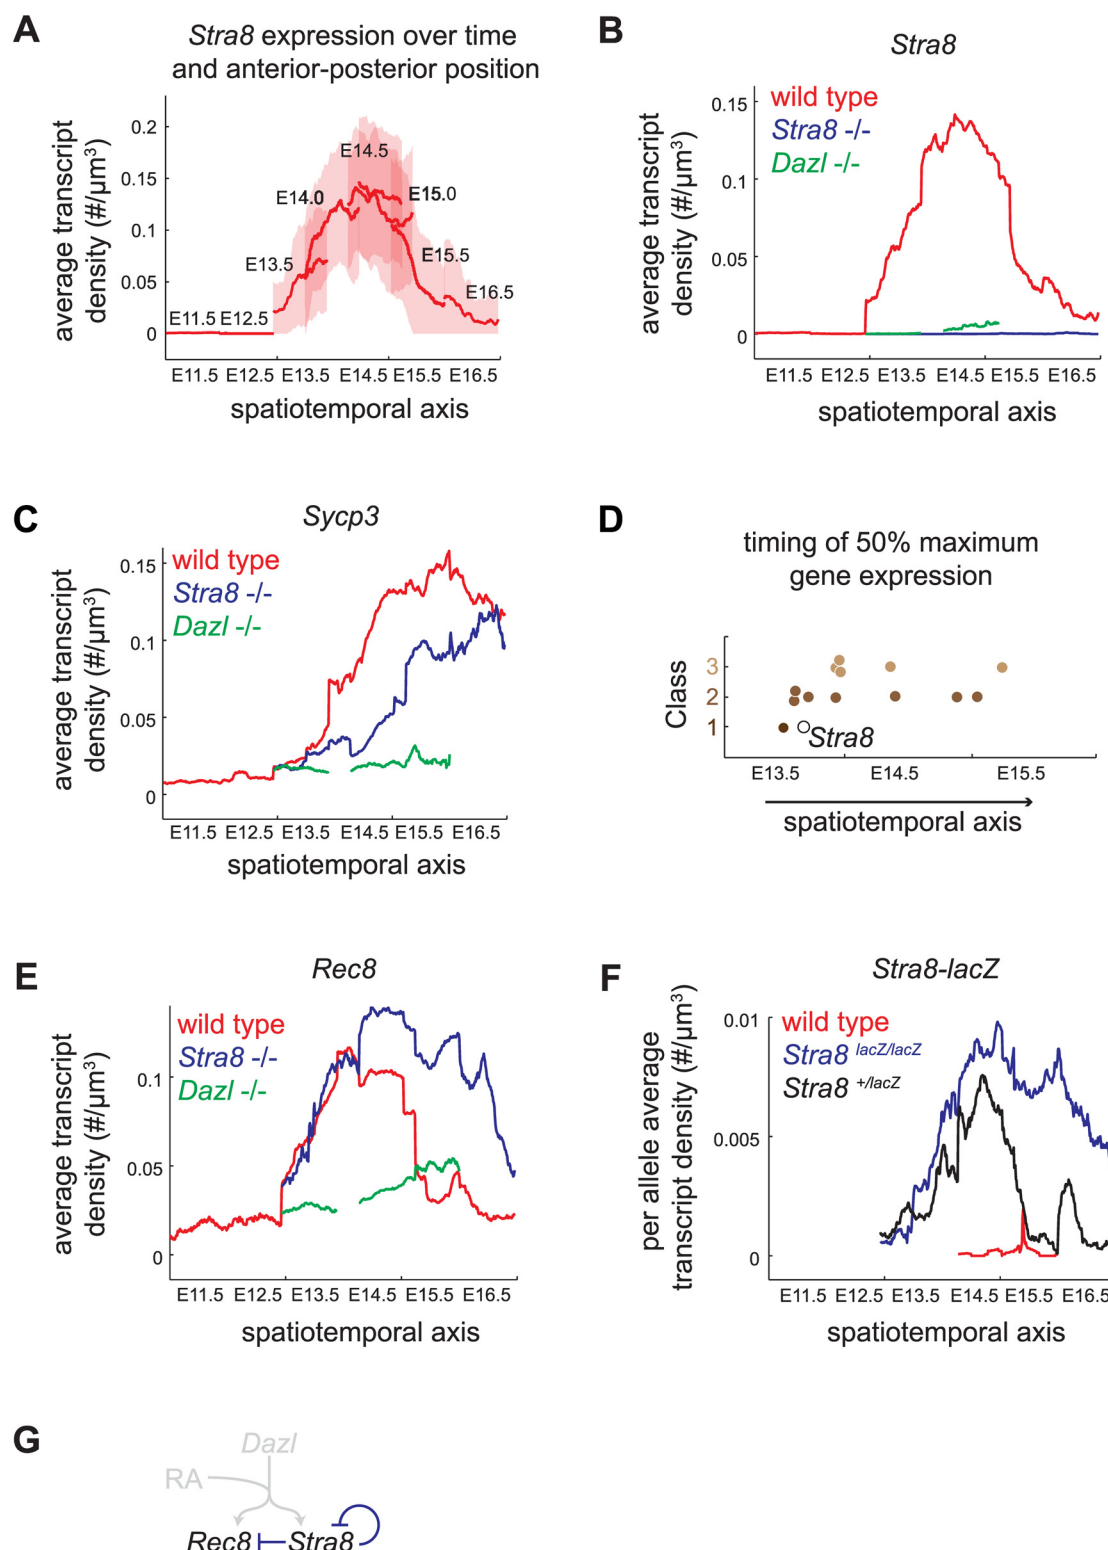 A
Stra8 expression over time
and anterior-posterior position
average transcript
density (#/µm³)
0.2
0.15
0.1
0.05
0
E11.5 E12.5
E13.5
E14.0
E14.5
E15.0
E15.5
E16.5
E11.5 E12.5 E13.5 E14.5 E15.5 E16.5
spatiotemporal axis
B
Stra8
wild type
Stra8 -/-
Dazl -/-
average transcript
density (#/µm³)
0.15
0.1
0.05
0
E11.5 E12.5 E13.5 E14.5 E15.5 E16.5
spatiotemporal axis
C
Sycp3
wild type
Stra8 -/-
Dazl -/-
average transcript
density (#/µm³)
0.15
0.1
0.05
0
E11.5 E12.5 E13.5 E14.5 E15.5 E16.5
spatiotemporal axis
D
timing of 50% maximum
gene expression
Class
3
2
1
Stra8
E13.5 E14.5 E15.5
spatiotemporal axis
E
Rec8
wild type
Stra8 -/-
Dazl -/-
average transcript
density (#/µm³)
0.1
0.05
0
E11.5 E12.5 E13.5 E14.5 E15.5 E16.5
spatiotemporal axis
F
Stra8-lacZ
wild type
Stra8 lacZ/lacZ
Stra8 +/lacZ
per allele average
transcript density (#/µm³)
0.01
0.005
0
E11.5 E12.5 E13.5 E14.5 E15.5 E16.5
spatiotemporal axis
G
Dazl
RA
Rec8 Stra8